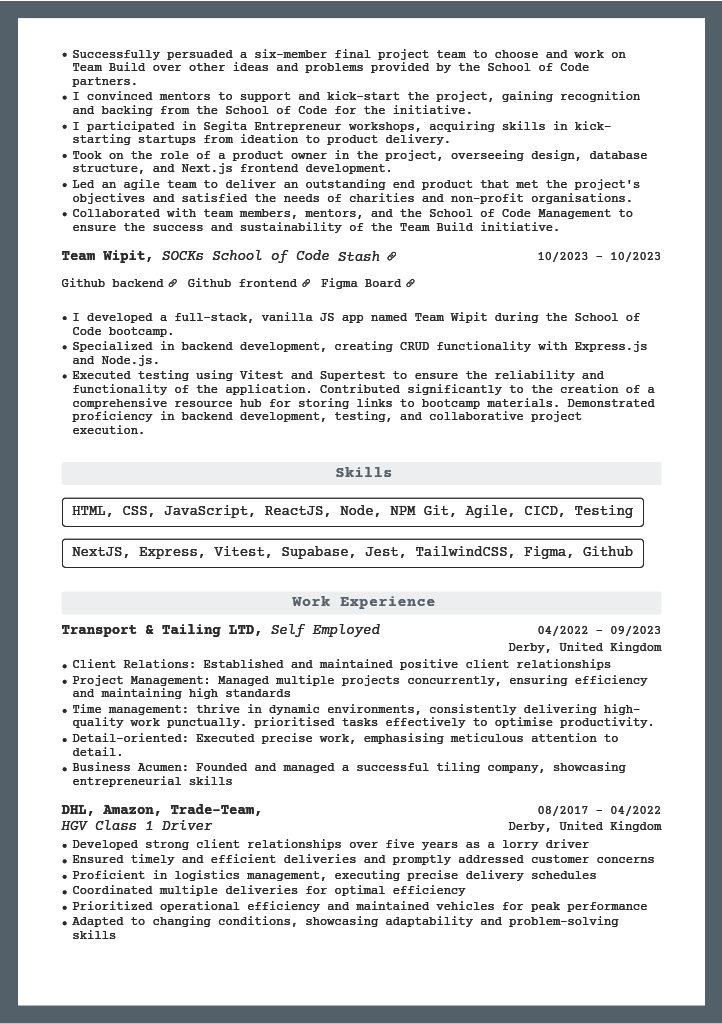 • Successfully persuaded a six-member final project team to choose and work on
Team Build over other ideas and problems provided by the School of Code
partners.
• I convinced mentors to support and kick-start the project, gaining recognition
and backing from the School of Code for the initiative.
• I participated in Segita Entrepreneur workshops, acquiring skills in kick-
starting startups from ideation to product delivery.
• Took on the role of a product owner in the project, overseeing design, database
structure, and Next.js frontend development.
• Led an agile team to deliver an outstanding end product that met the project's
objectives and satisfied the needs of charities and non-profit organisations.
• Collaborated with team members, mentors, and the School of Code Management to
ensure the success and sustainability of the Team Build initiative.
Team Wipit, SOCKs School of Code Stash 10/2023 – 10/2023
Github backend Github frontend Figma Board
• I developed a full-stack, vanilla JS app named Team Wipit during the School of
Code bootcamp.
• Specialized in backend development, creating CRUD functionality with Express.js
and Node.js.
• Executed testing using Vitest and Supertest to ensure the reliability and
functionality of the application. Contributed significantly to the creation of a
comprehensive resource hub for storing links to bootcamp materials. Demonstrated
proficiency in backend development, testing, and collaborative project
execution.
Skills
HTML, CSS, JavaScript, ReactJS, Node, NPM Git, Agile, CICD, Testing
NextJS, Express, Vitest, Supabase, Jest, TailwindCSS, Figma, Github
Work Experience
Transport & Tailing LTD, Self Employed 04/2022 – 09/2023
Derby, United Kingdom
• Client Relations: Established and maintained positive client relationships
• Project Management: Managed multiple projects concurrently, ensuring efficiency
and maintaining high standards
• Time management: thrive in dynamic environments, consistently delivering high-
quality work punctually. prioritised tasks effectively to optimise productivity.
• Detail-oriented: Executed precise work, emphasising meticulous attention to
detail.
• Business Acumen: Founded and managed a successful tiling company, showcasing
entrepreneurial skills
DHL, Amazon, Trade-Team, 08/2017 – 04/2022
HGV Class 1 Driver Derby, United Kingdom
• Developed strong client relationships over five years as a lorry driver
• Ensured timely and efficient deliveries and promptly addressed customer concerns
• Proficient in logistics management, executing precise delivery schedules
• Coordinated multiple deliveries for optimal efficiency
• Prioritized operational efficiency and maintained vehicles for peak performance
• Adapted to changing conditions, showcasing adaptability and problem-solving
skills